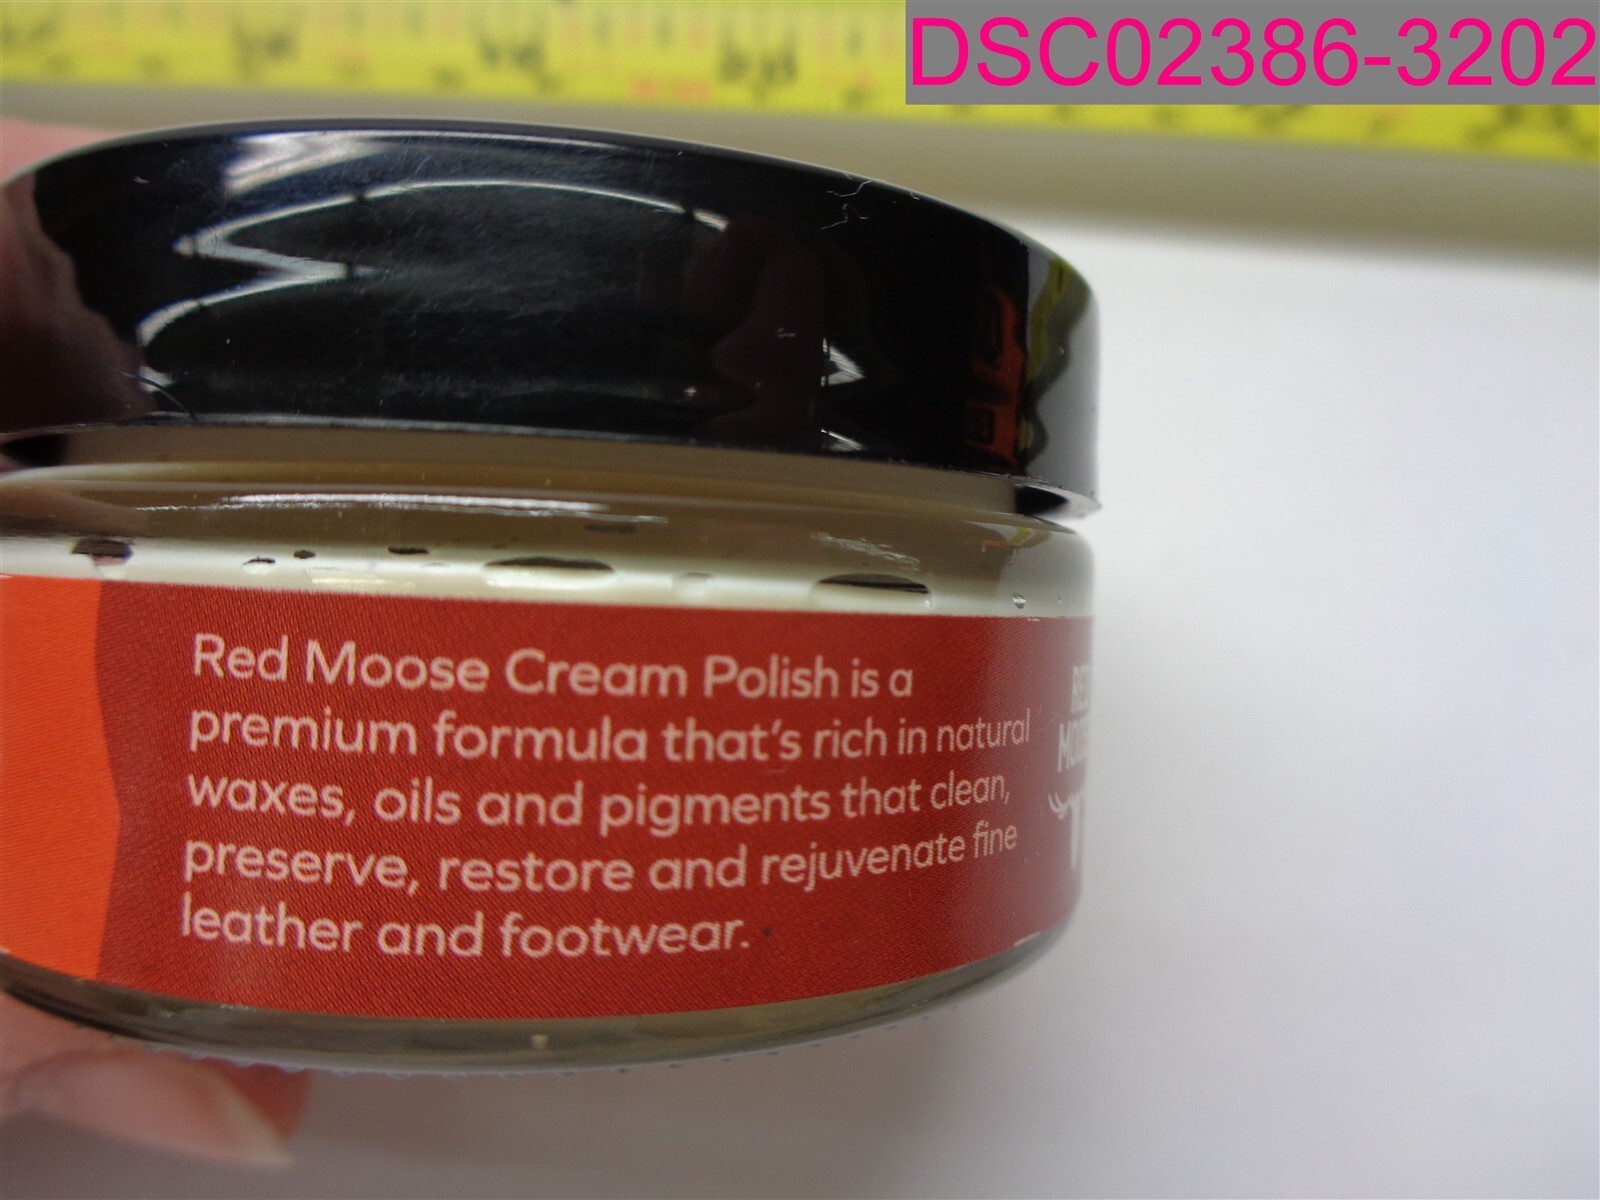 DSC02386-3202
Red Moose Cream Polish is a
premium formula that's rich in natural
waxes, oils and pigments that clean,
preserve, restore and rejuvenate fine
leather and footwear.